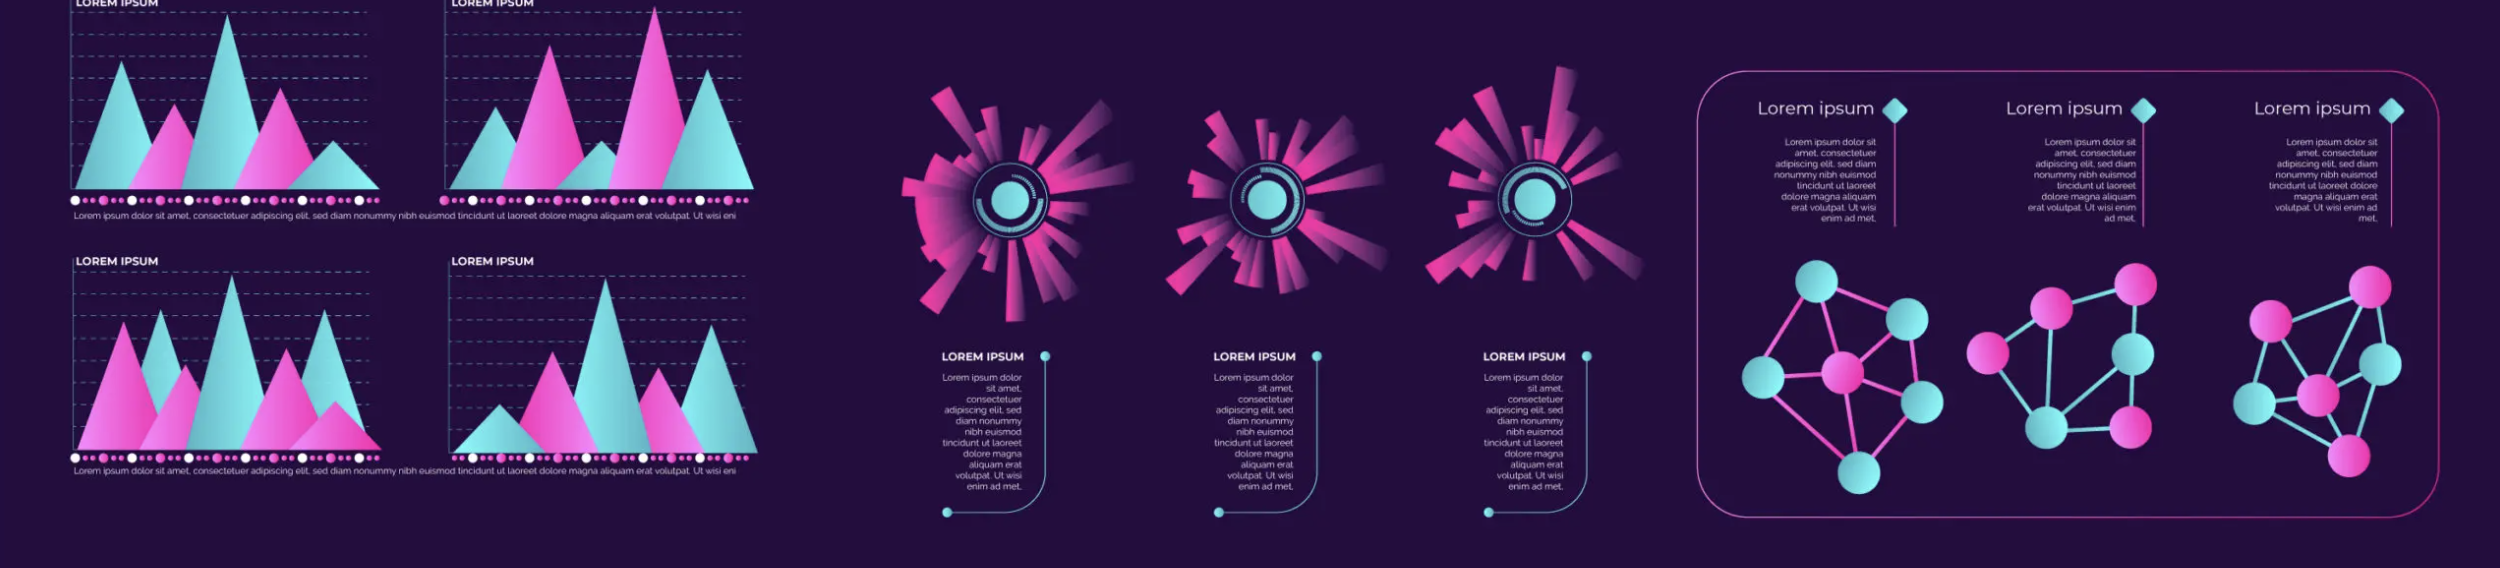 LOREM IPSUM
LOREM IPSUM
Lorem ipsum dolor sit amet, consectetuer adipiscing elit, sed diam nonummy nibh euismod tincidunt ut laoreet dolore magna aliquam erat volutpat. Ut wisi eni
LOREM IPSUM
LOREM IPSUM
Lorem ipsum dolor sit amet, consectetuer adipiscing elit, sed diam nonummy nibh euismod tincidunt ut laoreet dolore magna aliquam erat volutpat. Ut wisi eni
LOREM IPSUM
Lorem ipsum dolor
sit amet,
consectetuer
adipiscing elit, sed
diam nonummy
nibh euismod
tincidunt ut laoreet
dolore magna
aliquam erat
volutpat. Ut wisi
enim ad met,
LOREM IPSUM
Lorem ipsum dolor
sit amet,
consectetuer
adipiscing elit, sed
diam nonummy
nibh euismod
tincidunt ut laoreet
dolore magna
aliquam erat
volutpat. Ut wisi
enim ad met,
LOREM IPSUM
Lorem ipsum dolor
sit amet,
consectetuer
adipiscing elit, sed
diam nonummy
nibh euismod
tincidunt ut laoreet
dolore magna
aliquam erat
volutpat. Ut wisi
enim ad met,
Lorem ipsum
Lorem ipsum dolor sit
amet, consectetuer
adipiscing elit, sed diam
nonummy nibh euismod
tincidunt ut laoreet
dolore magna aliquam
erat volutpat. Ut wisi
enim ad met,
Lorem ipsum
Lorem ipsum dolor sit
amet, consectetuer
adipiscing elit, sed diam
nonummy nibh euismod
tincidunt ut laoreet
dolore magna aliquam
erat volutpat. Ut wisi enim
ad met,
Lorem ipsum
Lorem ipsum dolor sit
amet, consectetuer
adipiscing elit, sed diam
nonummy nibh euismod
tincidunt ut laoreet dolore
magna aliquam erat
volutpat. Ut wisi enim ad
met,